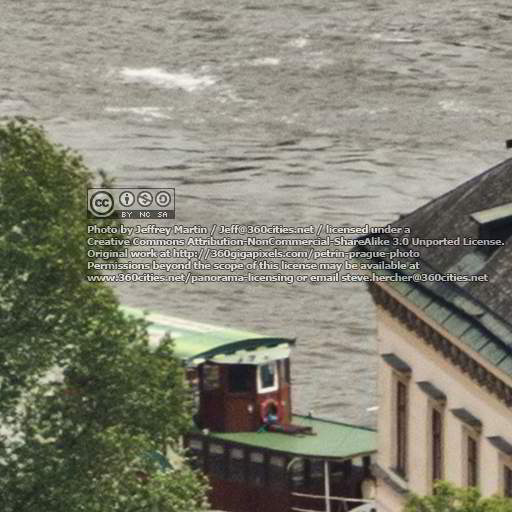 cc
BY NC SA
Photo by Jeffrey Martin / Jeff@360cities.net / licensed under a
Creative Commons Attribution-NonCommercial-ShareAlike 3.0 Unported License.
Original work at http://360gigapixels.com/petrin-prague-photo
Permissions beyond the scope of this license may be available at
www.360cities.net/panorama-licensing or email steve.hercher@360cities.net